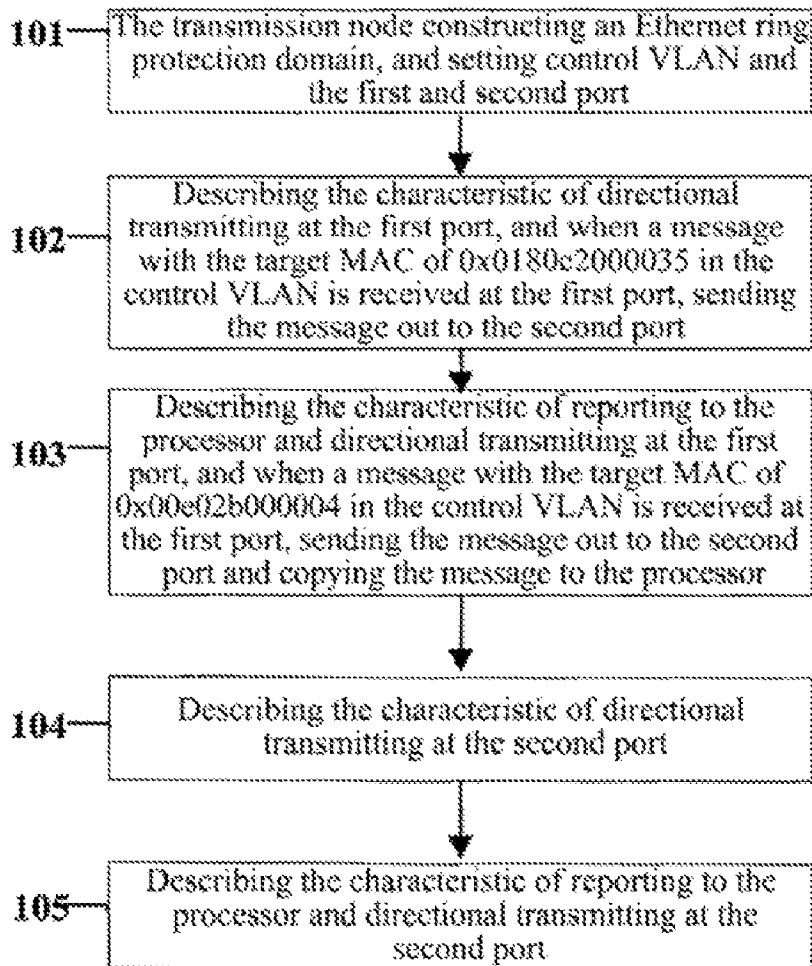 101
The transmission node constructing an Ethernet ring
protection domain, and setting control VLAN and
the first and second port
102
Describing the characteristic of directional
transmitting at the first port, and when a message
with the target MAC of 0x0180c2000035 in the
control VLAN is received at the first port, sending
the message out to the second port
103
Describing the characteristic of reporting to the
processor and directional transmitting at the first
port, and when a message with the target MAC of
0x00e02b000004 in the control VLAN is received at
the first port, sending the message out to the second
port and copying the message to the processor
104
Describing the characteristic of directional
transmitting at the second port
105
Describing the characteristic of reporting to the
processor and directional transmitting at the
second port